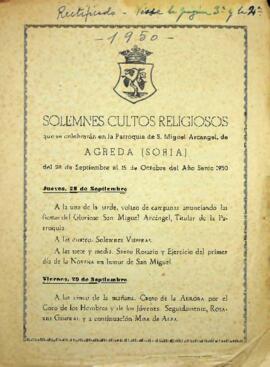 Rectificado - Véase la página 3ª y la 2ª
-1950-
SOLEMNES CULTOS RELIGIOSOS
que se celebrarán en la Parroquia de S. Miguel Arcángel, de
AGREDA (SORIA)
del 28 de Septiembre al 15 de Octubre del Año Santo 1950
Jueves, 28 de Septiembre
A la una de la tarde, volteo de campanas anunciando las
fiestas del Glorioso San Miguel Arcángel, Titular de la Pa-
rroquia.
A las cuatro, Solemnes Vísperas.
A las siete y media, Santo Rosario y Ejercicio del primer
día de la Novena en honor de San Miguel.
Viernes, 29 de Septiembre
A las cinco de la mañana, Canto de la Aurora por el
Coro de los Hombres y de los Jóvenes. Seguidamente, Rosa-
rio General y a continuación Misa de Alba.